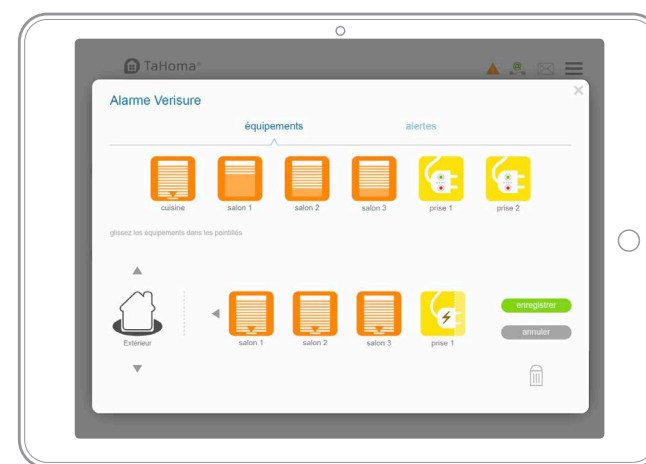 TaHoma®
Alarme Verisure
équipements alertes
cuisine salon 1 salon 2 salon 3 prise 1 prise 2
glissez les équipements dans les pointillés
enregistrer
annuler
Extérieur salon 1 salon 2 salon 3 prise 1